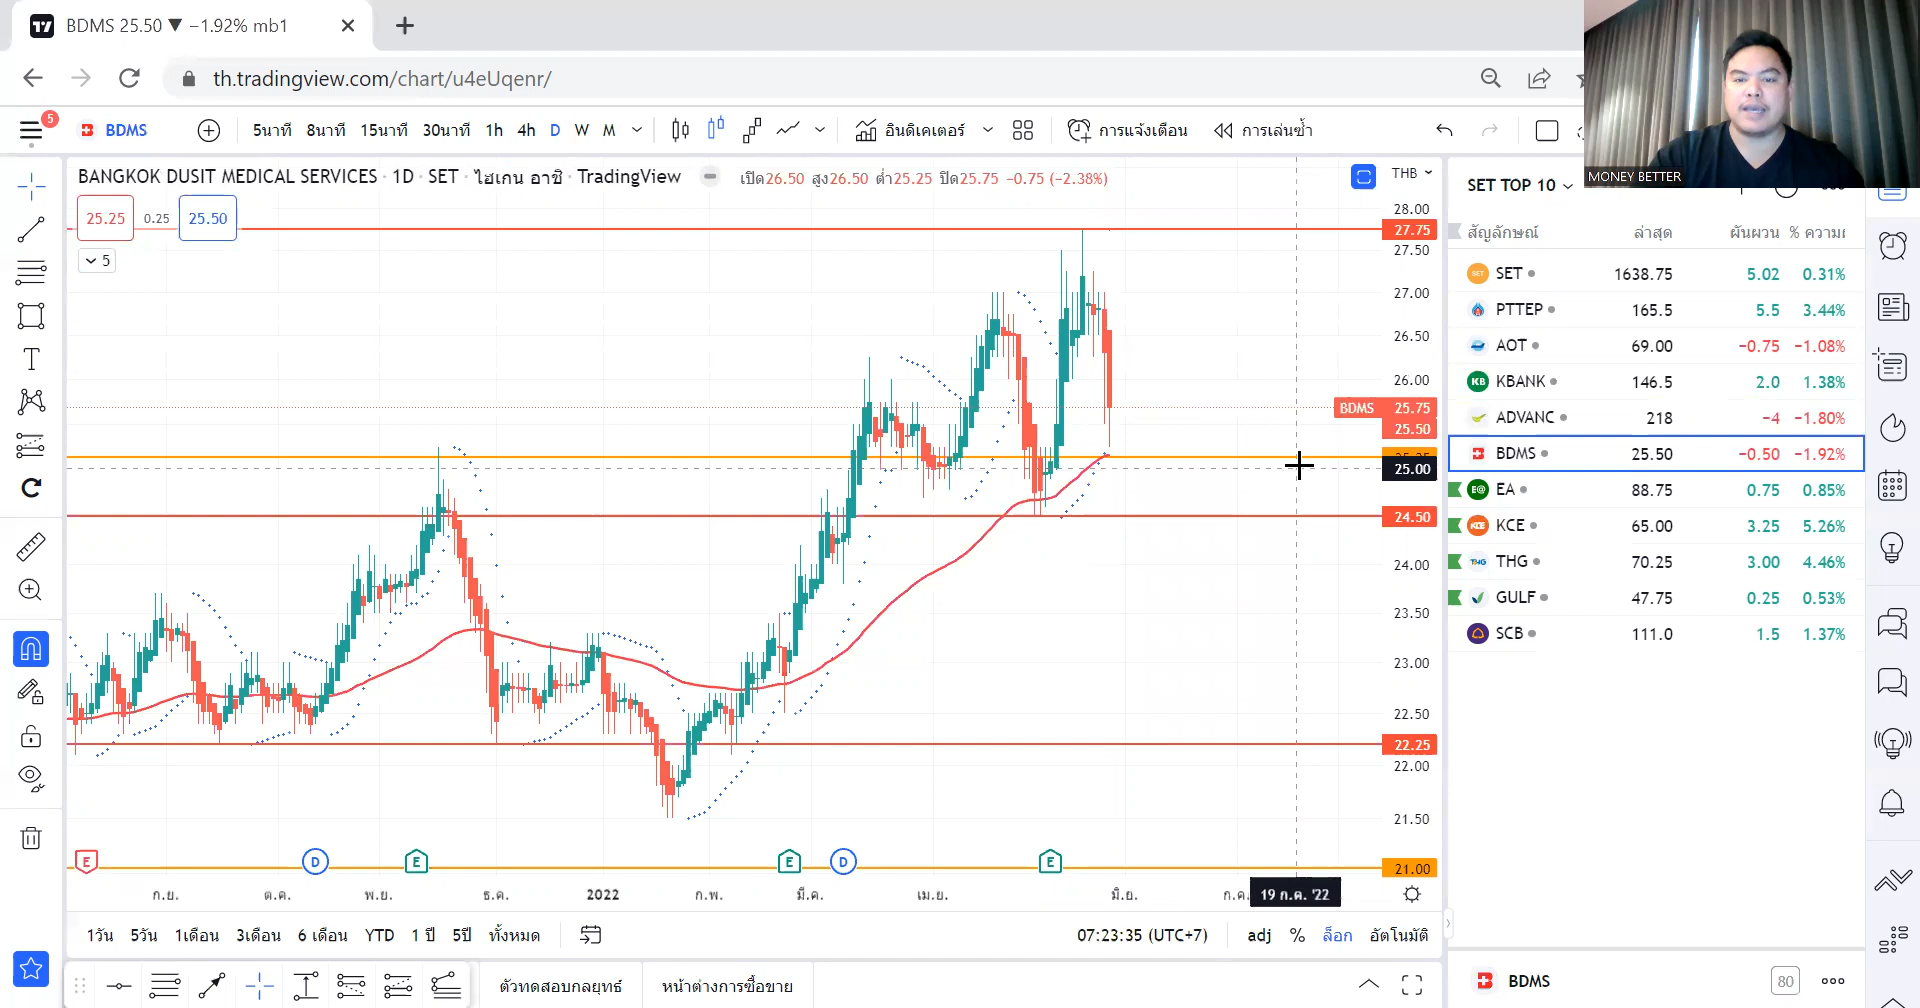 BDMS 25.50 ▼ −1.92% mb1
th.tradingview.com/chart/u4eUqenr/
5
BDMS
5นาที 8นาที 15นาที 30นาที 1h 4h D W M
อินดิเคเตอร์
การแจ้งเตือน
การเล่นซ้ำ
MONEY BETTER
BANGKOK DUSIT MEDICAL SERVICES · 1D · SET · ไฮเกน อาชิ · TradingView
เปิด26.50 สูง26.50 ต่ำ25.25 ปิด25.75 −0.75 (−2.38%)
THB
25.25 0.25 25.50
5
28.00
27.75
27.50
27.00
26.50
26.00
BDMS 25.75
25.50
25.00
24.50
24.00
23.50
23.00
22.50
22.25
22.00
21.50
21.00
E D E E D E
ก.ย. ต.ค. พ.ย. ธ.ค. 2022 ก.พ. มี.ค. เม.ย. มิ.ย. ก.ค. 19 ก.ค. '22
1วัน 5วัน 1เดือน 3เดือน 6 เดือน YTD 1 ปี 5ปี ทั้งหมด
07:23:35 (UTC+7) adj % ล็อก อัตโนมัติ
ตัวทดสอบกลยุทธ์ หน้าต่างการซื้อขาย
SET TOP 10
สัญลักษณ์ ล่าสุด ผันผวน % ความเ
SET 1638.75 5.02 0.31%
PTTEP 165.5 5.5 3.44%
AOT 69.00 −0.75 −1.08%
KBANK 146.5 2.0 1.38%
ADVANC 218 −4 −1.80%
BDMS 25.50 −0.50 −1.92%
EA 88.75 0.75 0.85%
KCE 65.00 3.25 5.26%
THG 70.25 3.00 4.46%
GULF 47.75 0.25 0.53%
SCB 111.0 1.5 1.37%
BDMS 80